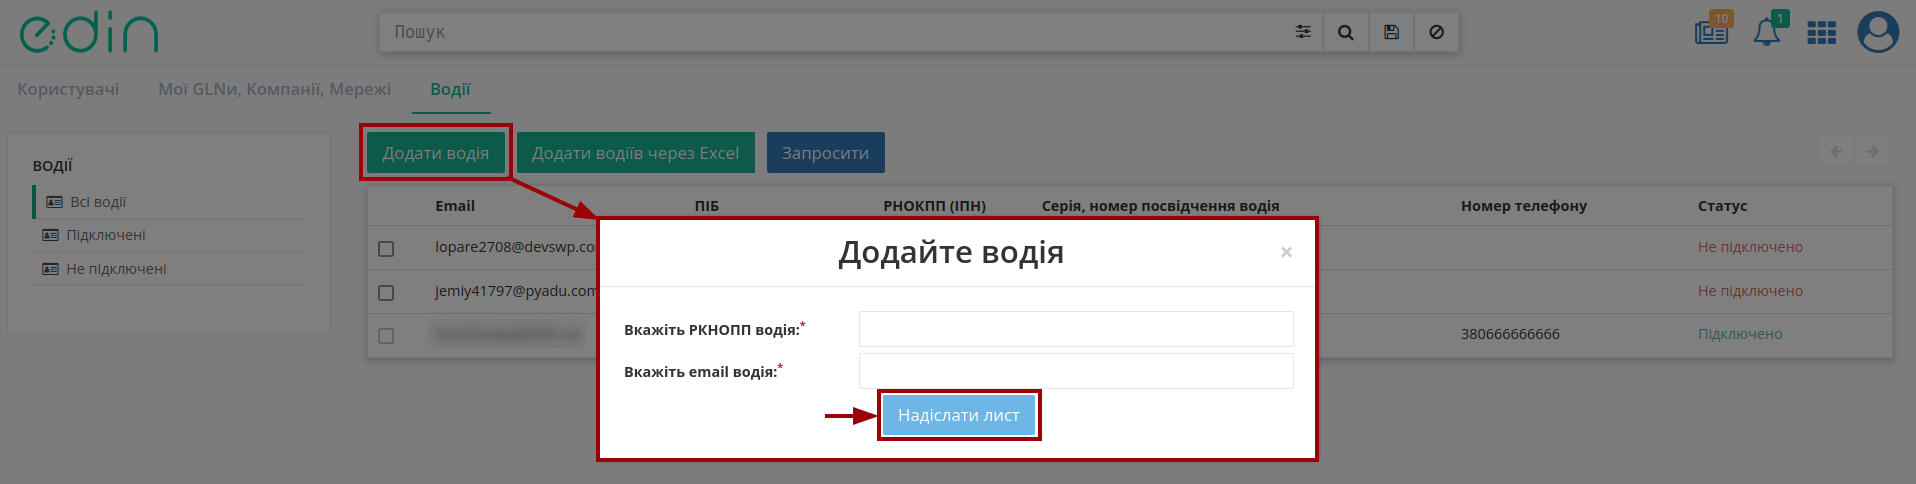 edin
Пошук
10
1
Користувачі Мої GLNи, Компанії, Мережі Водії
ВОДІЇ
Всі водії
Підключені
Не підключені
Додати водія Додати водіїв через Excel Запросити
Email ПІБ РНОКПП (ІПН) Серія, номер посвідчення водія Номер телефону Статус
lopare2708@devswp.co Не підключено
jemiy41797@pyadu.com Не підключено
380666666666 Підключено
Додайте водія ×
Вкажіть РКНОПП водія:*
Вкажіть email водія:*
Надіслати лист